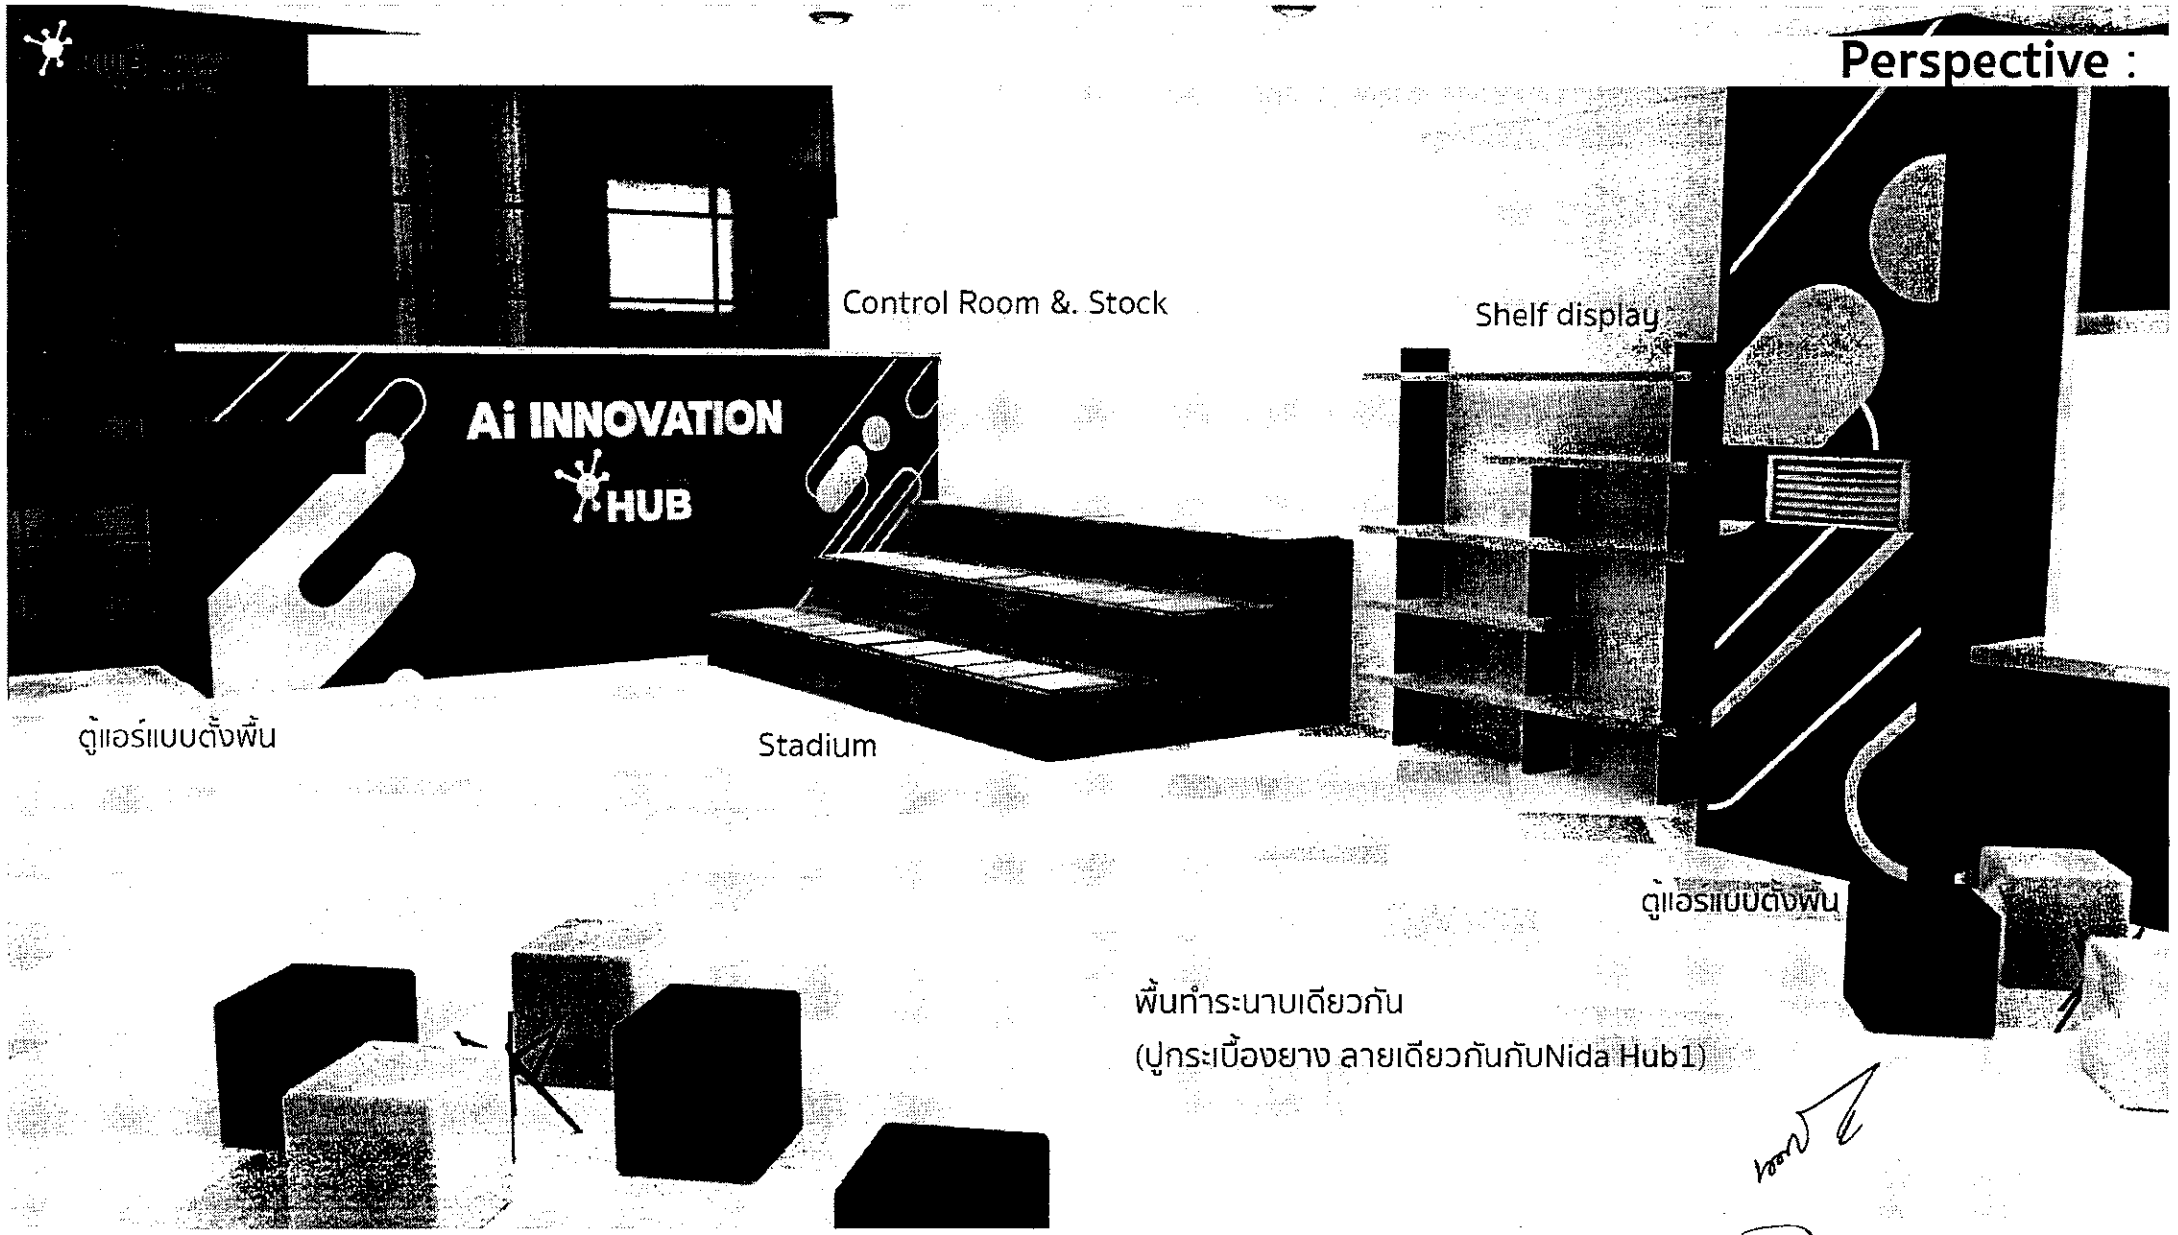 Perspective :
Control Room &. Stock
Shelf display
Ai INNOVATION
HUB
ตู้แอร์แบบตั้งพื้น
Stadium
ตู้แอร์แบบตั้งพื้น
พื้นทำระนาบเดียวกัน
(ปูกระเบื้องยาง ลายเดียวกันกับNida Hub1)